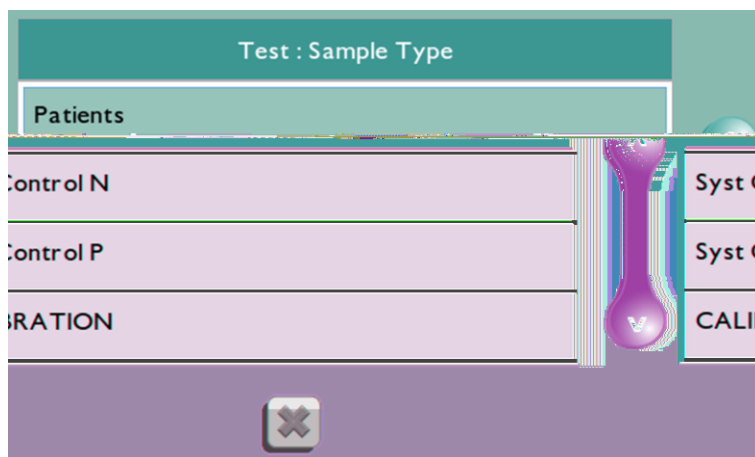 Test : Sample Type
Patients
Control N
Syst
Control P
Syst
BRATION
CALI
V